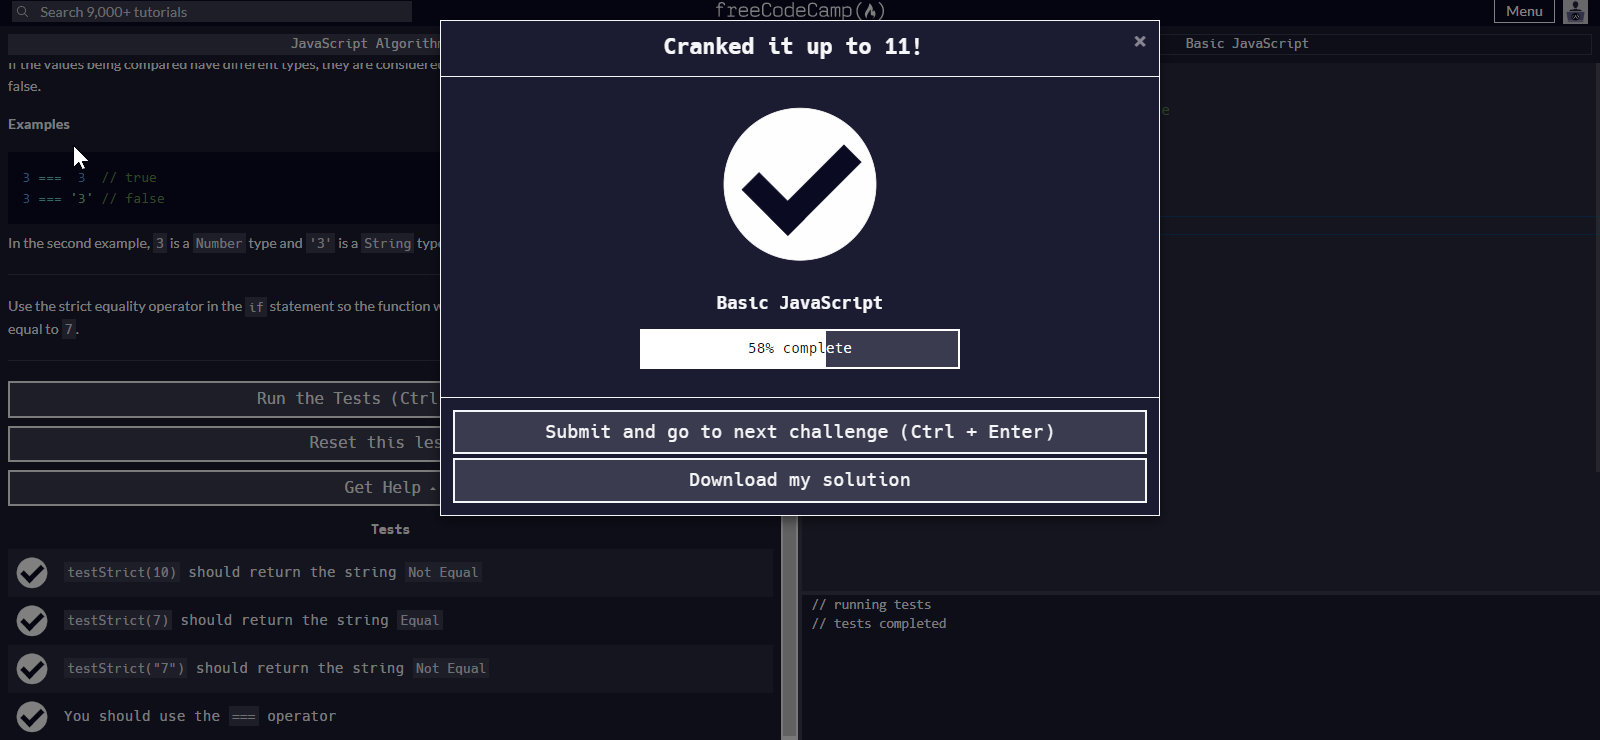 Search 9,000+ tutorials
freeCodeCamp
Menu
JavaScript Algorithm
Basic JavaScript
If the values being compared have different types, they are considered
false.
Examples
3 === 3 // true
3 === '3' // false
In the second example, 3 is a Number type and '3' is a String type
Use the strict equality operator in the if statement so the function w
equal to 7.
Run the Tests (Ctrl
Reset this les
Get Help
Tests
testStrict(10) should return the string Not Equal
testStrict(7) should return the string Equal
testStrict("7") should return the string Not Equal
You should use the === operator
Cranked it up to 11!
×
Basic JavaScript
58% complete
Submit and go to next challenge (Ctrl + Enter)
Download my solution
e
// running tests
// tests completed